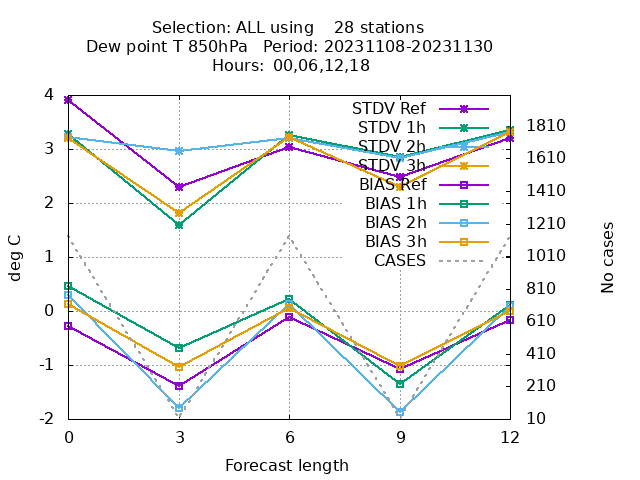 Selection: ALL using    28 stations
Dew point T 850hPa   Period: 20231108-20231130
Hours:  00,06,12,18
4
3
2
1
0
-1
-2
deg C
STDV Ref
STDV 1h
STDV 2h
STDV 3h
BIAS Ref
BIAS 1h
BIAS 2h
BIAS 3h
CASES
1810
1610
1410
1210
1010
810
610
410
210
10
No cases
0 3 6 9 12
Forecast length